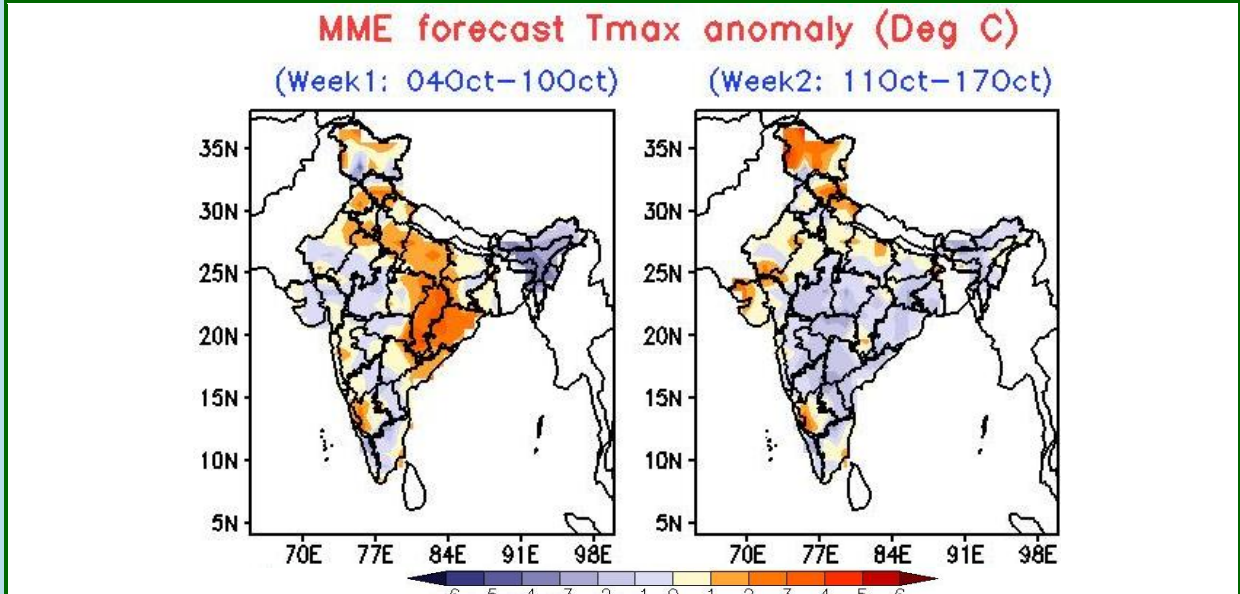 MME forecast Tmax anomaly (Deg C)
(Week1: 04Oct-10Oct) (Week2: 11Oct-17Oct)
35N 35N
30N 30N
25N 25N
20N 20N
15N 15N
10N 10N
5N 5N
70E 77E 84E 91E 98E 70E 77E 84E 91E 98E